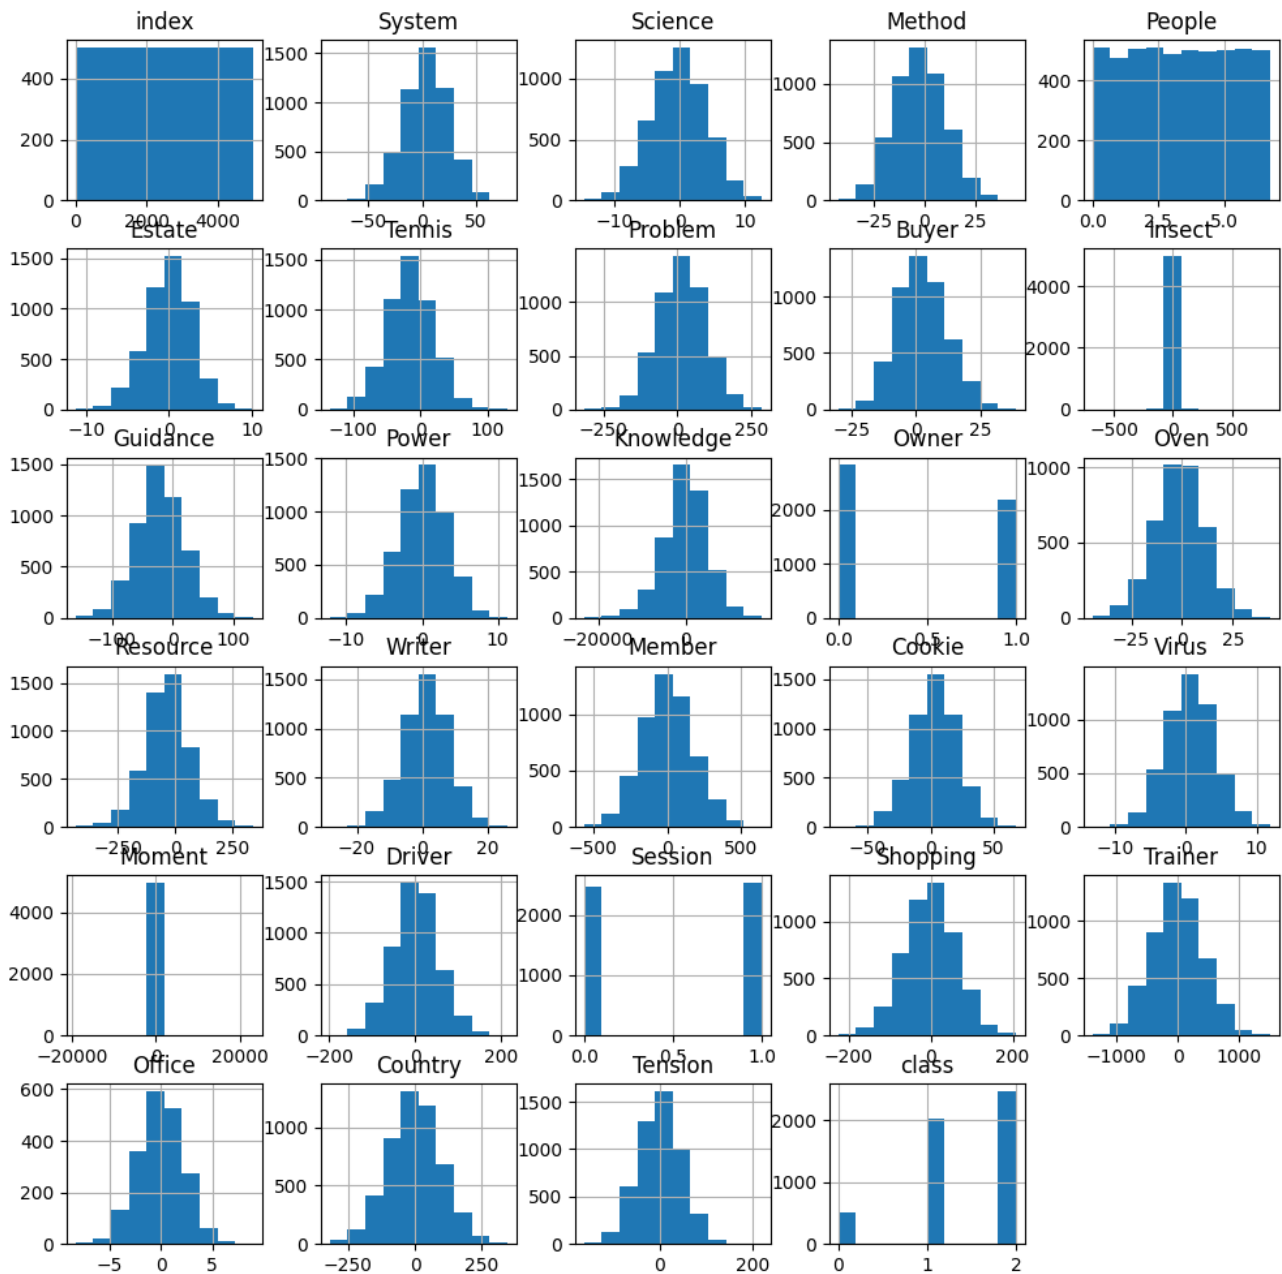 index System Science Method People
400 200 0 0 2000 4000
1500 1000 500 0 −50 0 50
1000 500 0 −10 0 10
1000 500 0 −25 0 25
400 200 0 0.0 2.5 5.0
Estate Tennis Problem Buyer Insect
1500 1000 500 0 −10 0 10
1500 1000 500 0 −100 0 100
1000 500 0 −250 0 250
1000 500 0 −25 0 25
4000 2000 0 −500 0 500
Guidance Power Knowledge Owner Oven
1500 1000 500 0 −100 0 100
1500 1000 500 0 −10 0 10
1500 1000 500 0 −20000 0
2000 1000 0 0.0 0.5 1.0
1000 500 0 −25 0 25
Resource Writer Member Cookie Virus
1500 1000 500 0 −250 0 250
1500 1000 500 0 −20 0 20
1000 500 0 −500 0 500
1500 1000 500 0 −50 0 50
1000 500 0 −10 0 10
Moment Driver Session Shopping Trainer
4000 2000 0 −20000 0 20000
1500 1000 500 0 −200 0 200
2000 1000 0 0.0 0.5 1.0
1000 500 0 −200 0 200
1000 500 0 −1000 0 1000
Office Country Tension class
600 400 200 0 −5 0 5
1000 500 0 −250 0 250
1500 1000 500 0 0 200
2000 1000 0 0 1 2